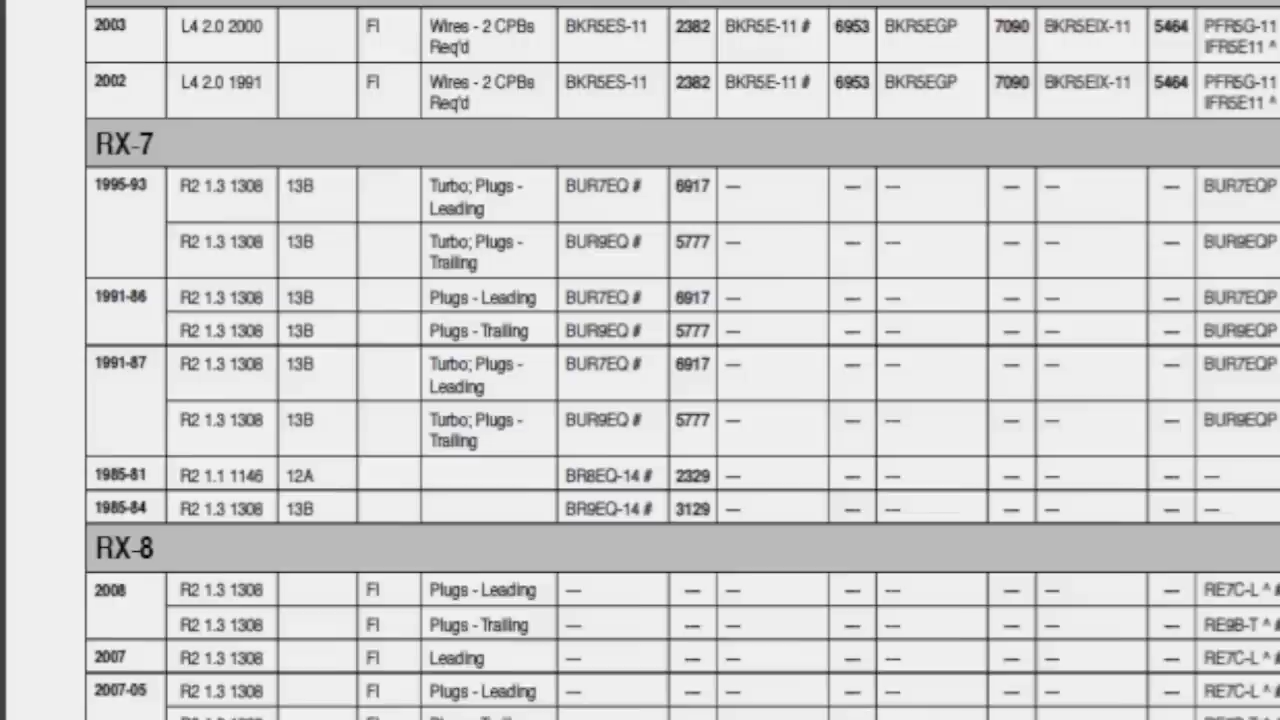 2003 L4 2.0 2000 FI Wires - 2 CPBs BKR5ES-11 2382 BKR5E-11 # 6953 BKR5EGP 7090 BKR5EIX-11 5464 PFR5G-11
Req'd IFR5E11 ^
2002 L4 2.0 1991 FI Wires - 2 CPBs BKR5ES-11 2382 BKR5E-11 # 6953 BKR5EGP 7090 BKR5EIX-11 5464 PFR5G-11
Req'd IFR5E11 ^
RX-7
1995-93 R2 1.3 1308 13B Turbo; Plugs - BUR7EQ # 6917 — — — — — — BUR7EQP
Leading
R2 1.3 1308 13B Turbo; Plugs - BUR9EQ # 5777 — — — — — — BUR9EQP
Trailing
1991-86 R2 1.3 1308 13B Plugs - Leading BUR7EQ # 6917 — — — — — — BUR7EQP
R2 1.3 1308 13B Plugs - Trailing BUR9EQ # 5777 — — — — — — BUR9EQP
1991-87 R2 1.3 1308 13B Turbo; Plugs - BUR7EQ # 6917 — — — — — — BUR7EQP
Leading
R2 1.3 1308 13B Turbo; Plugs - BUR9EQ # 5777 — — — — — — BUR9EQP
Trailing
1985-81 R2 1.1 1146 12A BR8EQ-14 # 2329 — — — — — — —
1985-84 R2 1.3 1308 13B BR9EQ-14 # 3129 — — — — — — —
RX-8
2008 R2 1.3 1308 FI Plugs - Leading — — — — — — — — RE7C-L ^ #
R2 1.3 1308 FI Plugs - Trailing — — — — — — — — RE9B-T ^ #
2007 R2 1.3 1308 FI Leading — — — — — — — — RE7C-L ^ #
2007-05 R2 1.3 1308 FI Plugs - Leading — — — — — — — — RE7C-L ^ #